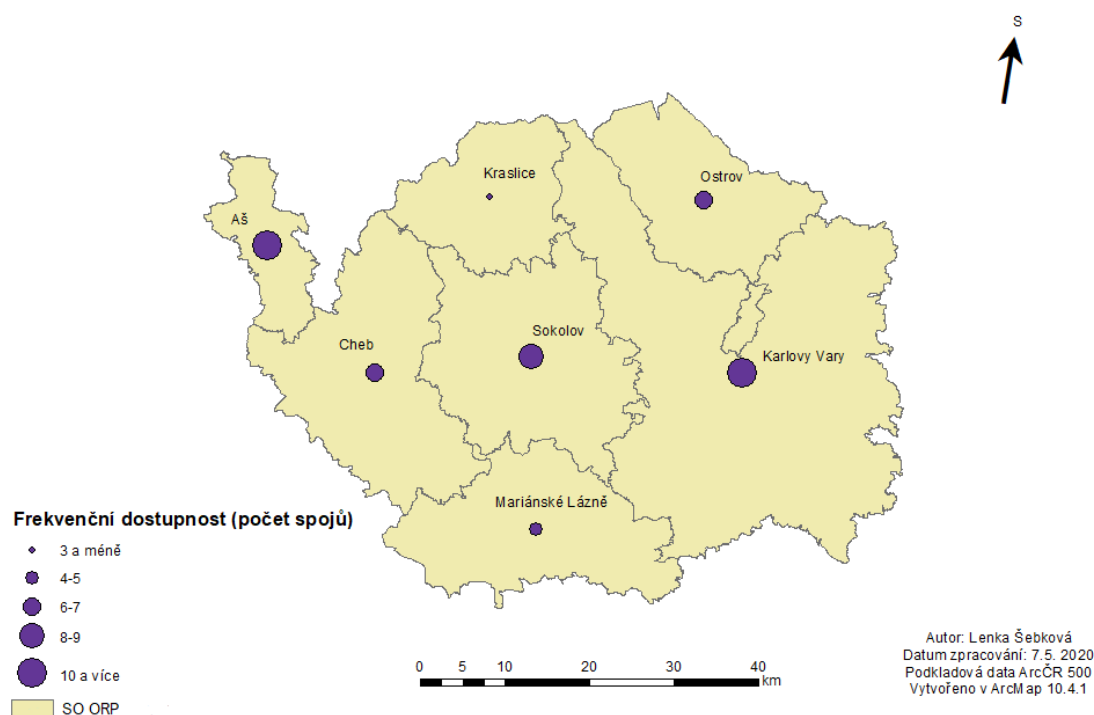 S
Kraslice
Ostrov
Aš
Sokolov
Cheb
Karlovy Vary
Mariánské Lázně
Frekvenční dostupnost (počet spojů)
3 a méně
4-5
6-7
8-9
10 a více
SO ORP
0 5 10 20 30 40
km
Autor: Lenka Šebková
Datum zpracování: 7.5. 2020
Podkladová data ArcČR 500
Vytvořeno v ArcMap 10.4.1